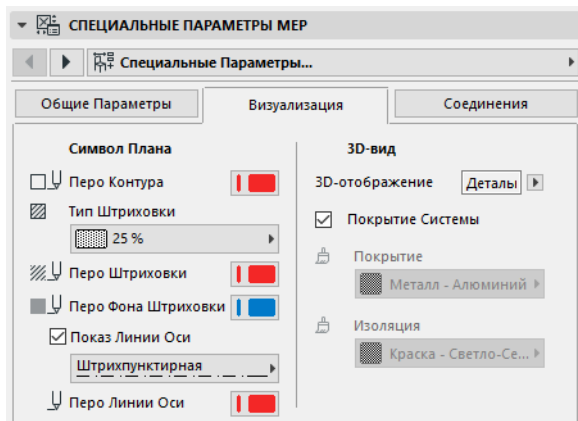 СПЕЦИАЛЬНЫЕ ПАРАМЕТРЫ MEP
Специальные Параметры...
Общие Параметры
Визуализация
Соединения
Символ Плана
Перо Контура
Тип Штриховки
25 %
Перо Штриховки
Перо Фона Штриховки
Показ Линии Оси
Штрихпунктирная
Перо Линии Оси
3D-вид
3D-отображение
Деталы
Покрытие Системы
Покрытие
Металл - Алюминий
Изоляция
Краска - Светло-Се...